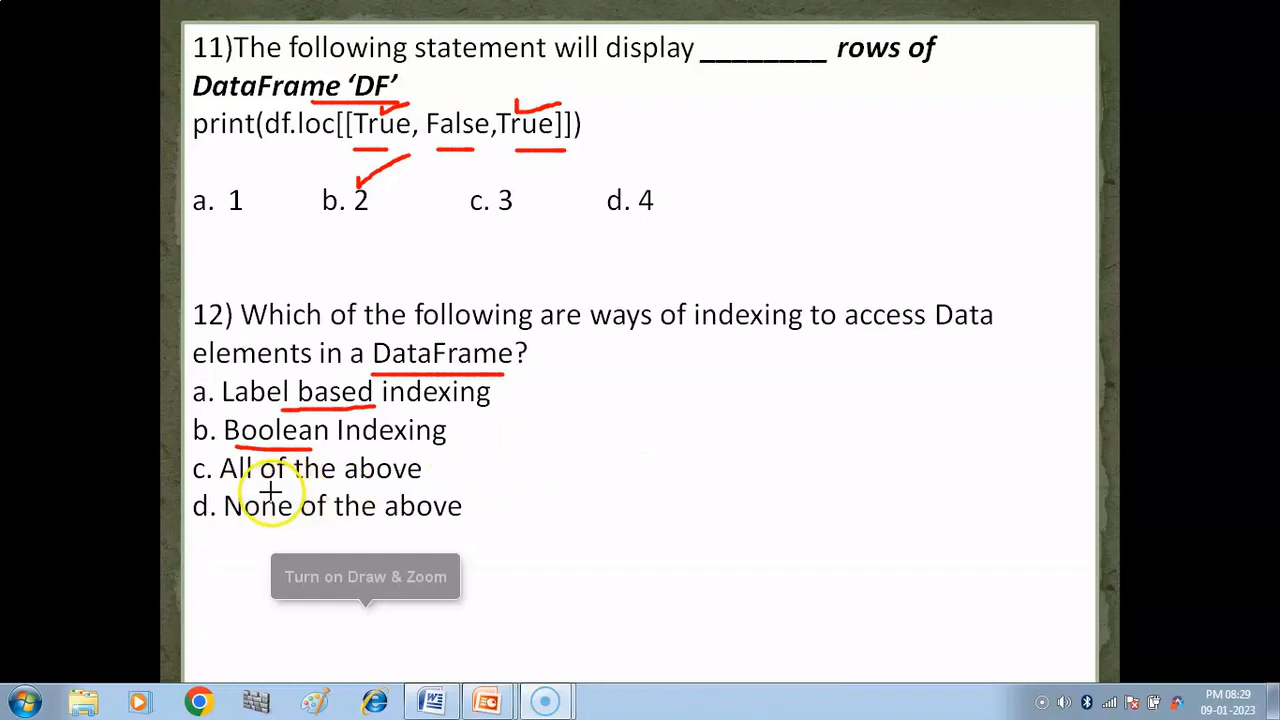 11)The following statement will display ________ rows of
DataFrame ‘DF’
print(df.loc[[True, False,True]])
a. 1 b. 2 c. 3 d. 4
12) Which of the following are ways of indexing to access Data
elements in a DataFrame?
a. Label based indexing
b. Boolean Indexing
c. All of the above
d. None of the above
Turn on Draw & Zoom
PM 08:29
09-01-2023